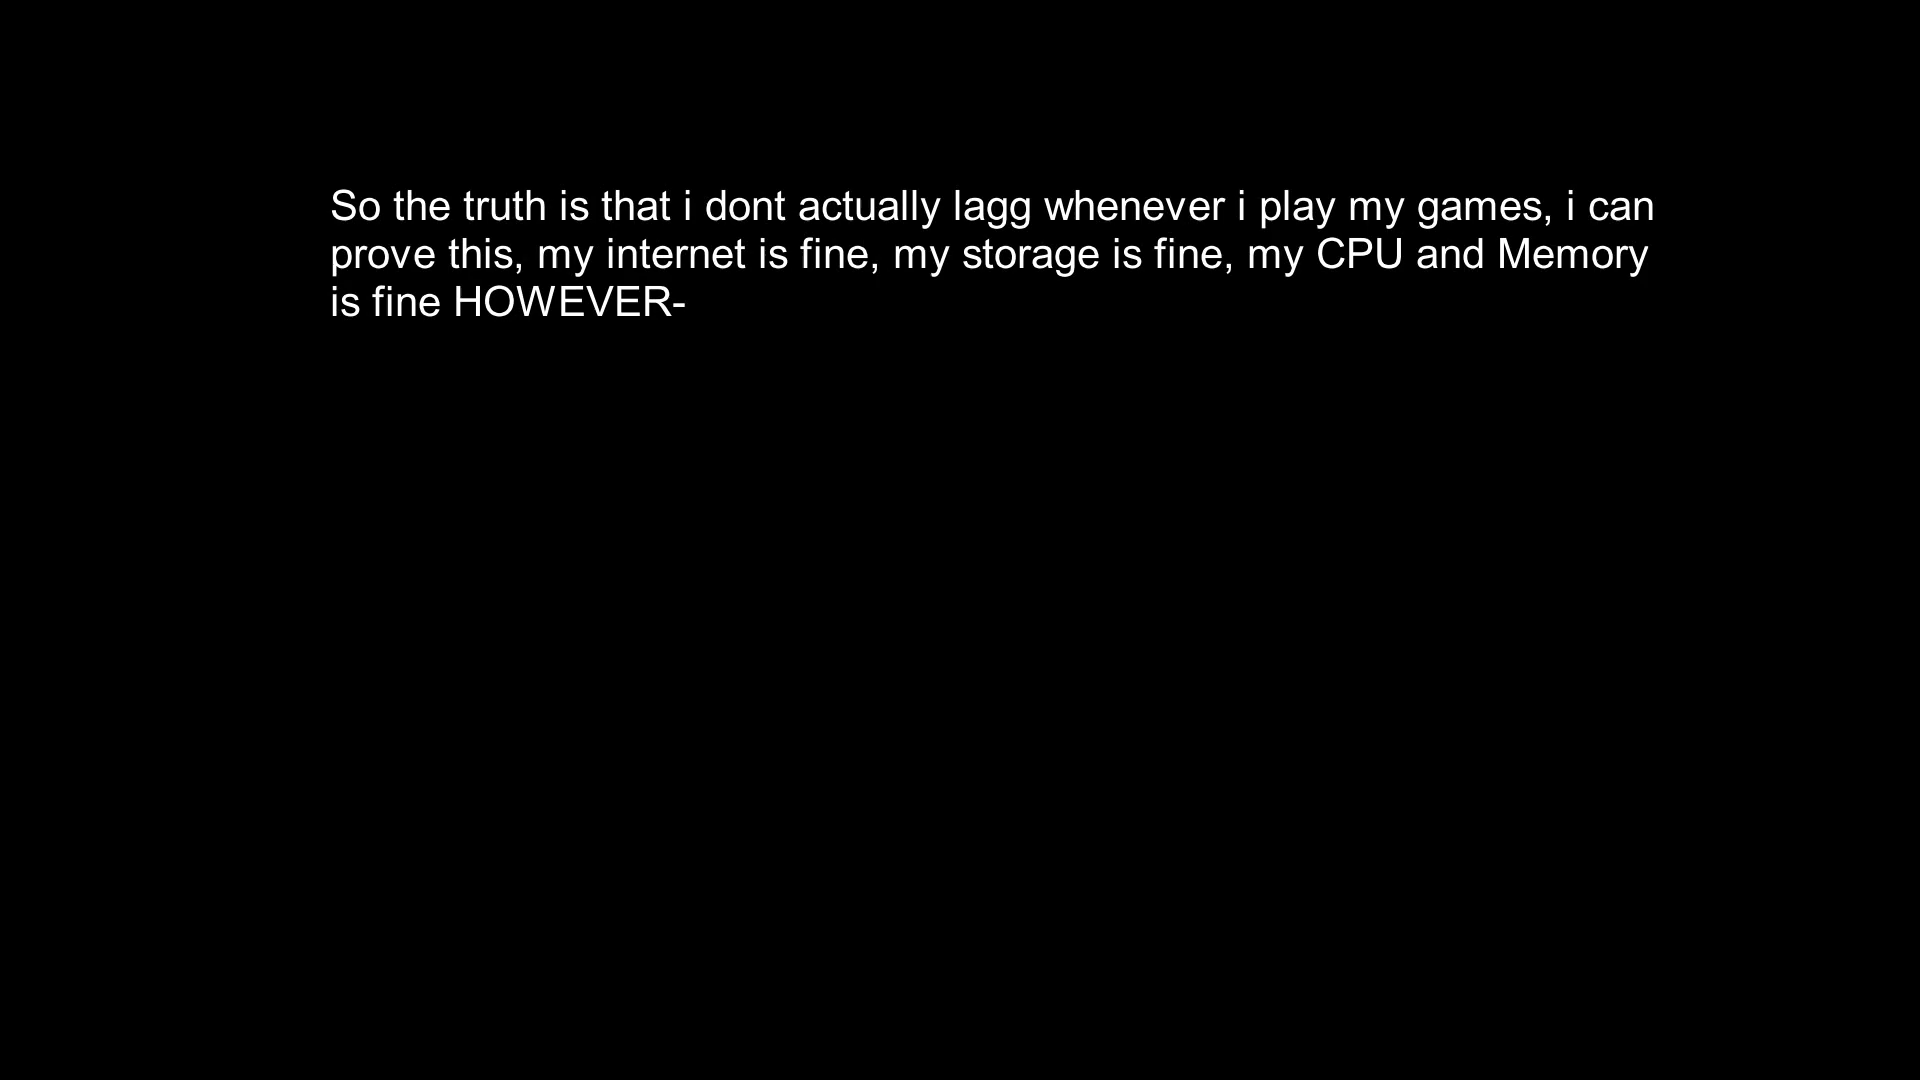 So the truth is that i dont actually lagg whenever i play my games, i can
prove this, my internet is fine, my storage is fine, my CPU and Memory
is fine HOWEVER-